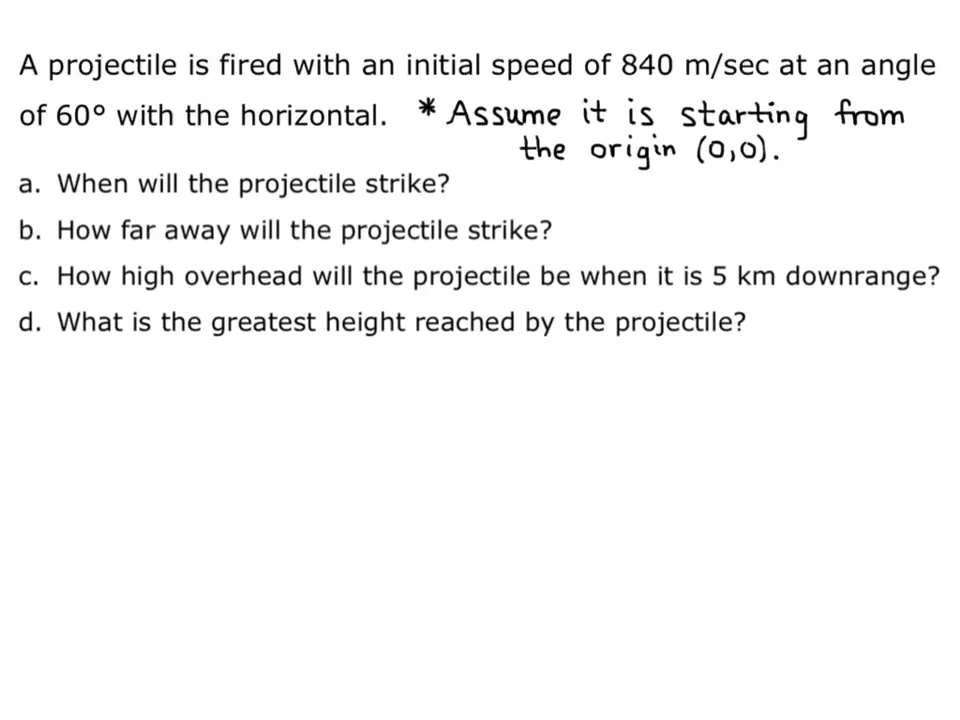 A projectile is fired with an initial speed of 840 m/sec at an angle
of 60° with the horizontal. * Assume it is starting from
the origin (0,0).
a. When will the projectile strike?
b. How far away will the projectile strike?
c. How high overhead will the projectile be when it is 5 km downrange?
d. What is the greatest height reached by the projectile?